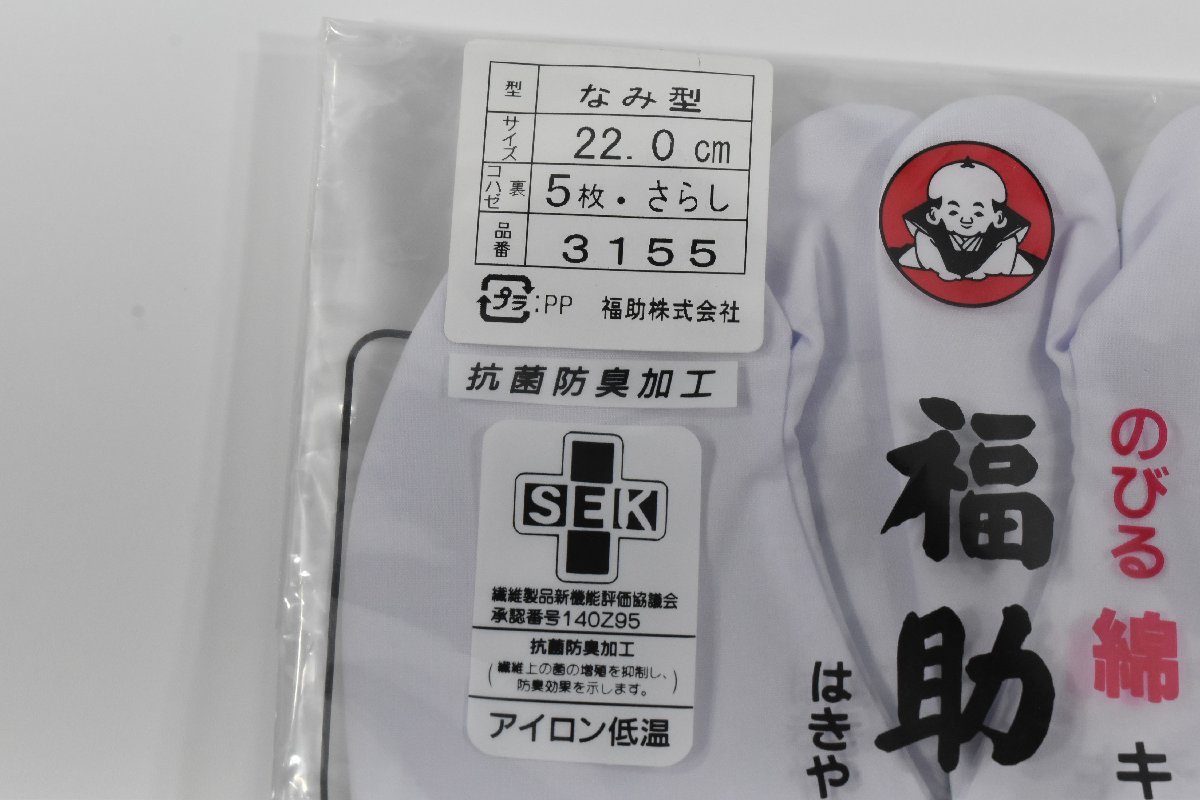 型 なみ型
サイズ 22.0 cm
コハゼ 裏 5枚・さらし
品番 3155
プラ:PP 福助株式会社
抗菌防臭加工
SEK
繊維製品新機能評価協議会
承認番号140Z95
抗菌防臭加工
(繊維上の菌の増殖を抑制し、
防臭効果を示します。)
アイロン低温
のびる綿キ
福助
はきや